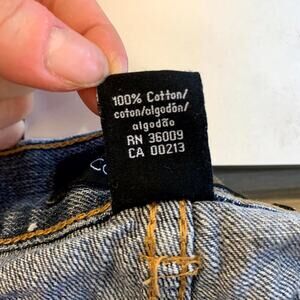 100% Cotton/
coton/algodón/
algodão
RN 36009
CA 00213